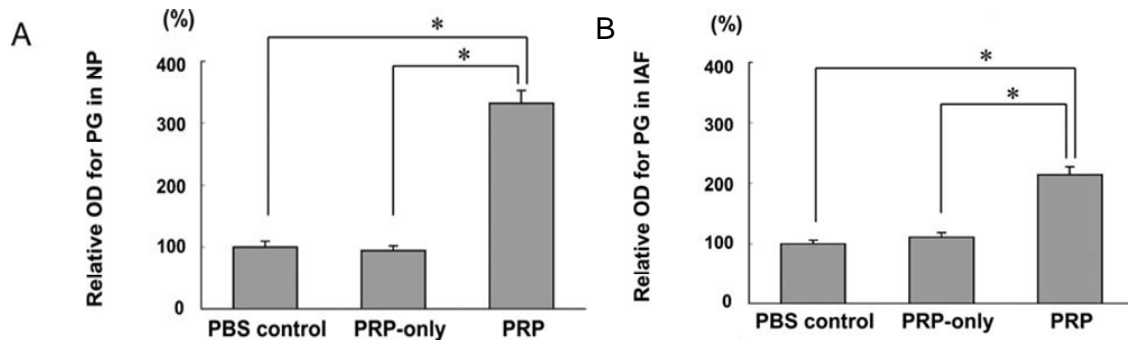 A
(%)
Relative OD for PG in NP
400
300
200
100
0
*
*
PBS control PRP-only PRP
B
(%)
Relative OD for PG in IAF
400
300
200
100
0
*
*
PBS control PRP-only PRP